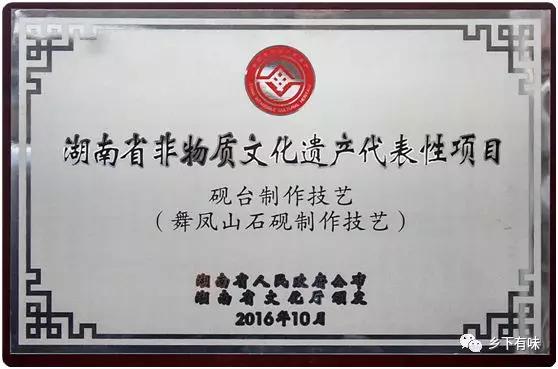 湖南省非物质文化遗产代表性项目
砚台制作技艺
（舞凤山石砚制作技艺）
湖南省人民政府公布
湖南省文化厅颁发
2016年10月
乡下有味